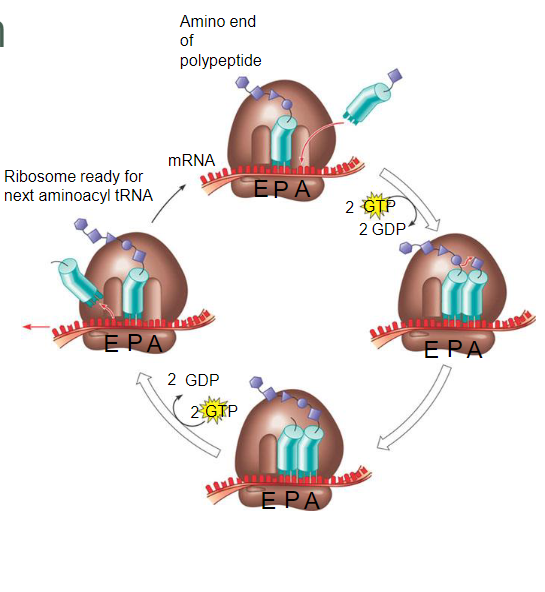 Amino end
of
polypeptide
mRNA
Ribosome ready for
next aminoacyl tRNA
E P A
2 GTP
2 GDP
E P A
E P A
2 GDP
2 GTP
E P A